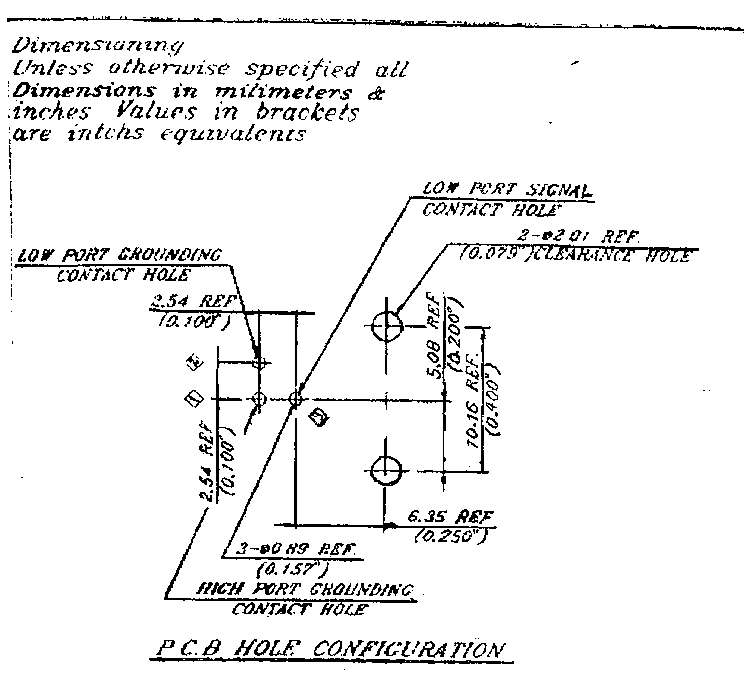 Dimensianing
Unless otherwise specified all
Dimensions in milimeters &
inches Values in brackets
are intchs equivalents
LOW PORT SIGNAL
CONTACT HOLE
2-ø2.01 REF.
(0.079")CLEARANCE HOLE
LOW PORT GROUNDING
CONTACT HOLE
2.54 REF
(0.100")
5.08 REF
(0.200")
10.16 REF.
(0.400")
2.54 REF
(0.100")
6.35 REF
(0.250")
3-ø0.89 REF.
(0.157")
HIGH PORT GROUNDING
CONTACT HOLE
P.C.B HOLE CONFIGURATION